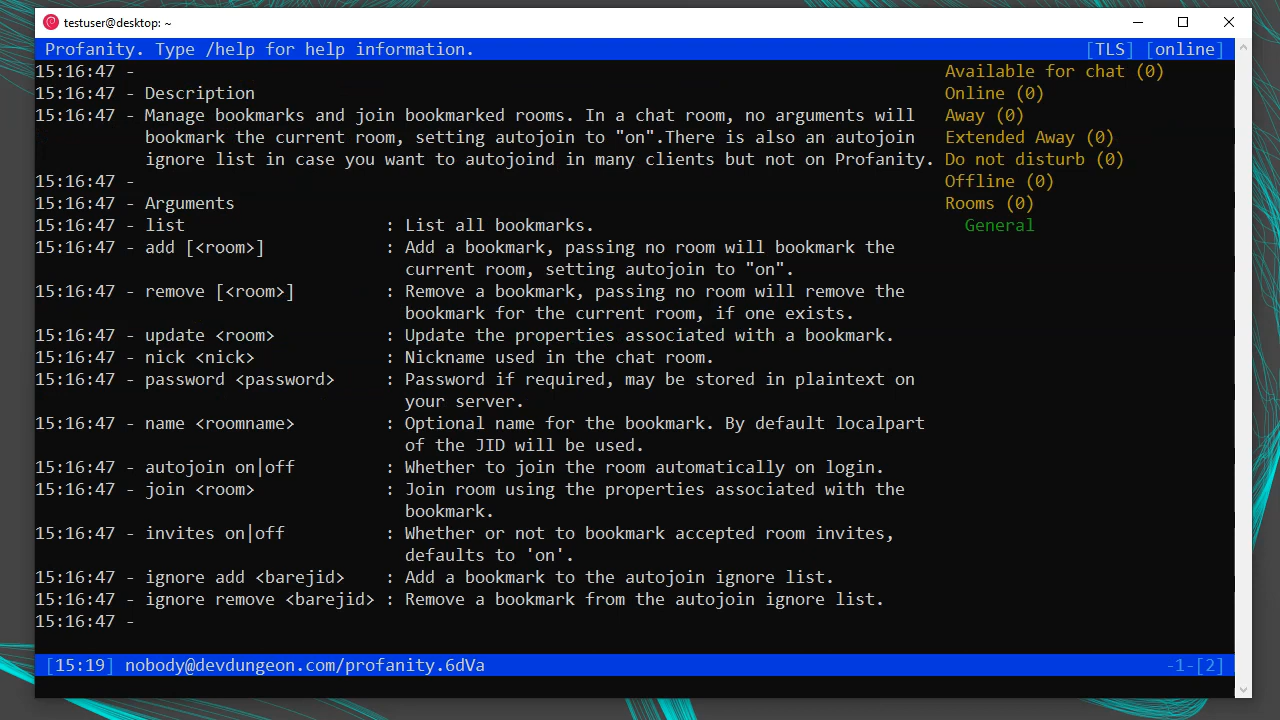 testuser@desktop: ~
Profanity. Type /help for help information. [TLS] [online]
15:16:47 -
15:16:47 - Description
15:16:47 - Manage bookmarks and join bookmarked rooms. In a chat room, no arguments will
bookmark the current room, setting autojoin to "on".There is also an autojoin
ignore list in case you want to autojoind in many clients but not on Profanity.
15:16:47 -
15:16:47 - Arguments
15:16:47 - list : List all bookmarks.
15:16:47 - add [<room>] : Add a bookmark, passing no room will bookmark the
current room, setting autojoin to "on".
15:16:47 - remove [<room>] : Remove a bookmark, passing no room will remove the
bookmark for the current room, if one exists.
15:16:47 - update <room> : Update the properties associated with a bookmark.
15:16:47 - nick <nick> : Nickname used in the chat room.
15:16:47 - password <password> : Password if required, may be stored in plaintext on
your server.
15:16:47 - name <roomname> : Optional name for the bookmark. By default localpart
of the JID will be used.
15:16:47 - autojoin on|off : Whether to join the room automatically on login.
15:16:47 - join <room> : Join room using the properties associated with the
bookmark.
15:16:47 - invites on|off : Whether or not to bookmark accepted room invites,
defaults to 'on'.
15:16:47 - ignore add <barejid> : Add a bookmark to the autojoin ignore list.
15:16:47 - ignore remove <barejid> : Remove a bookmark from the autojoin ignore list.
15:16:47 -
Available for chat (0)
Online (0)
Away (0)
Extended Away (0)
Do not disturb (0)
Offline (0)
Rooms (0)
General
[15:19] nobody@devdungeon.com/profanity.6dVa -1-[2]